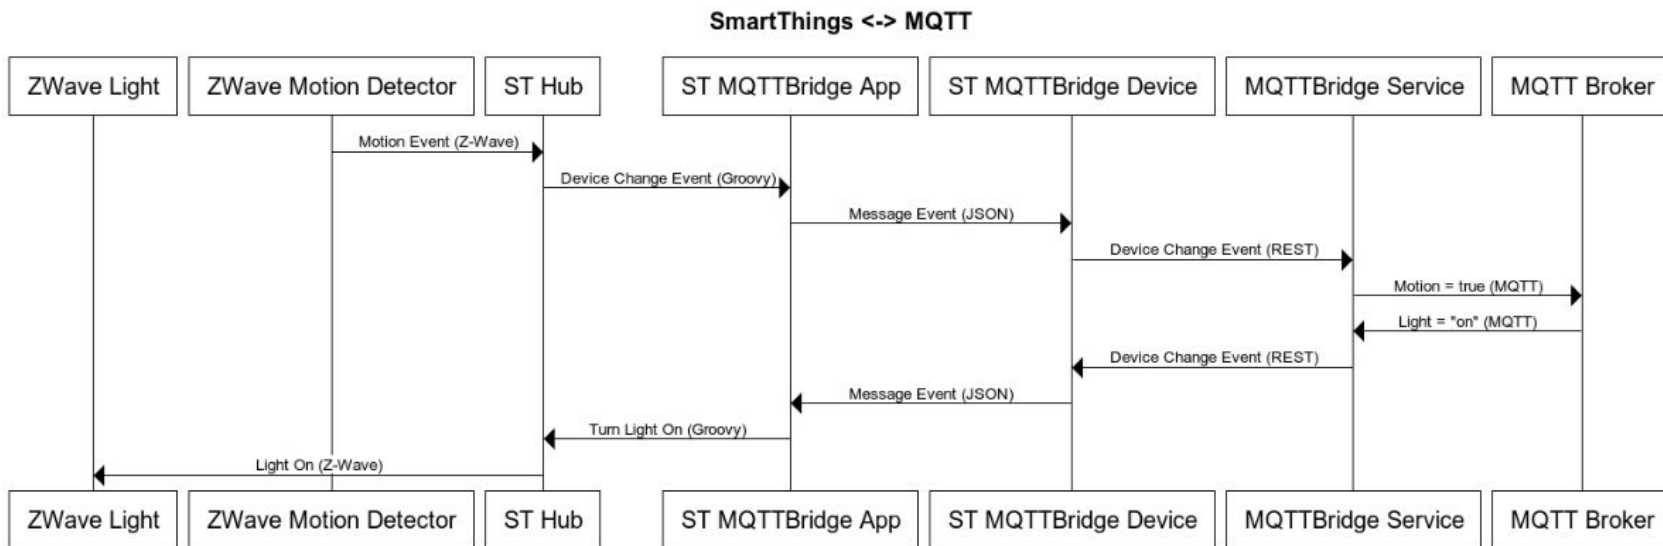 SmartThings <-> MQTT
ZWave Light
ZWave Motion Detector
ST Hub
ST MQTTBridge App
ST MQTTBridge Device
MQTTBridge Service
MQTT Broker
Motion Event (Z-Wave)
Device Change Event (Groovy)
Message Event (JSON)
Device Change Event (REST)
Motion = true (MQTT)
Light = "on" (MQTT)
Device Change Event (REST)
Message Event (JSON)
Turn Light On (Groovy)
Light On (Z-Wave)
ZWave Light
ZWave Motion Detector
ST Hub
ST MQTTBridge App
ST MQTTBridge Device
MQTTBridge Service
MQTT Broker